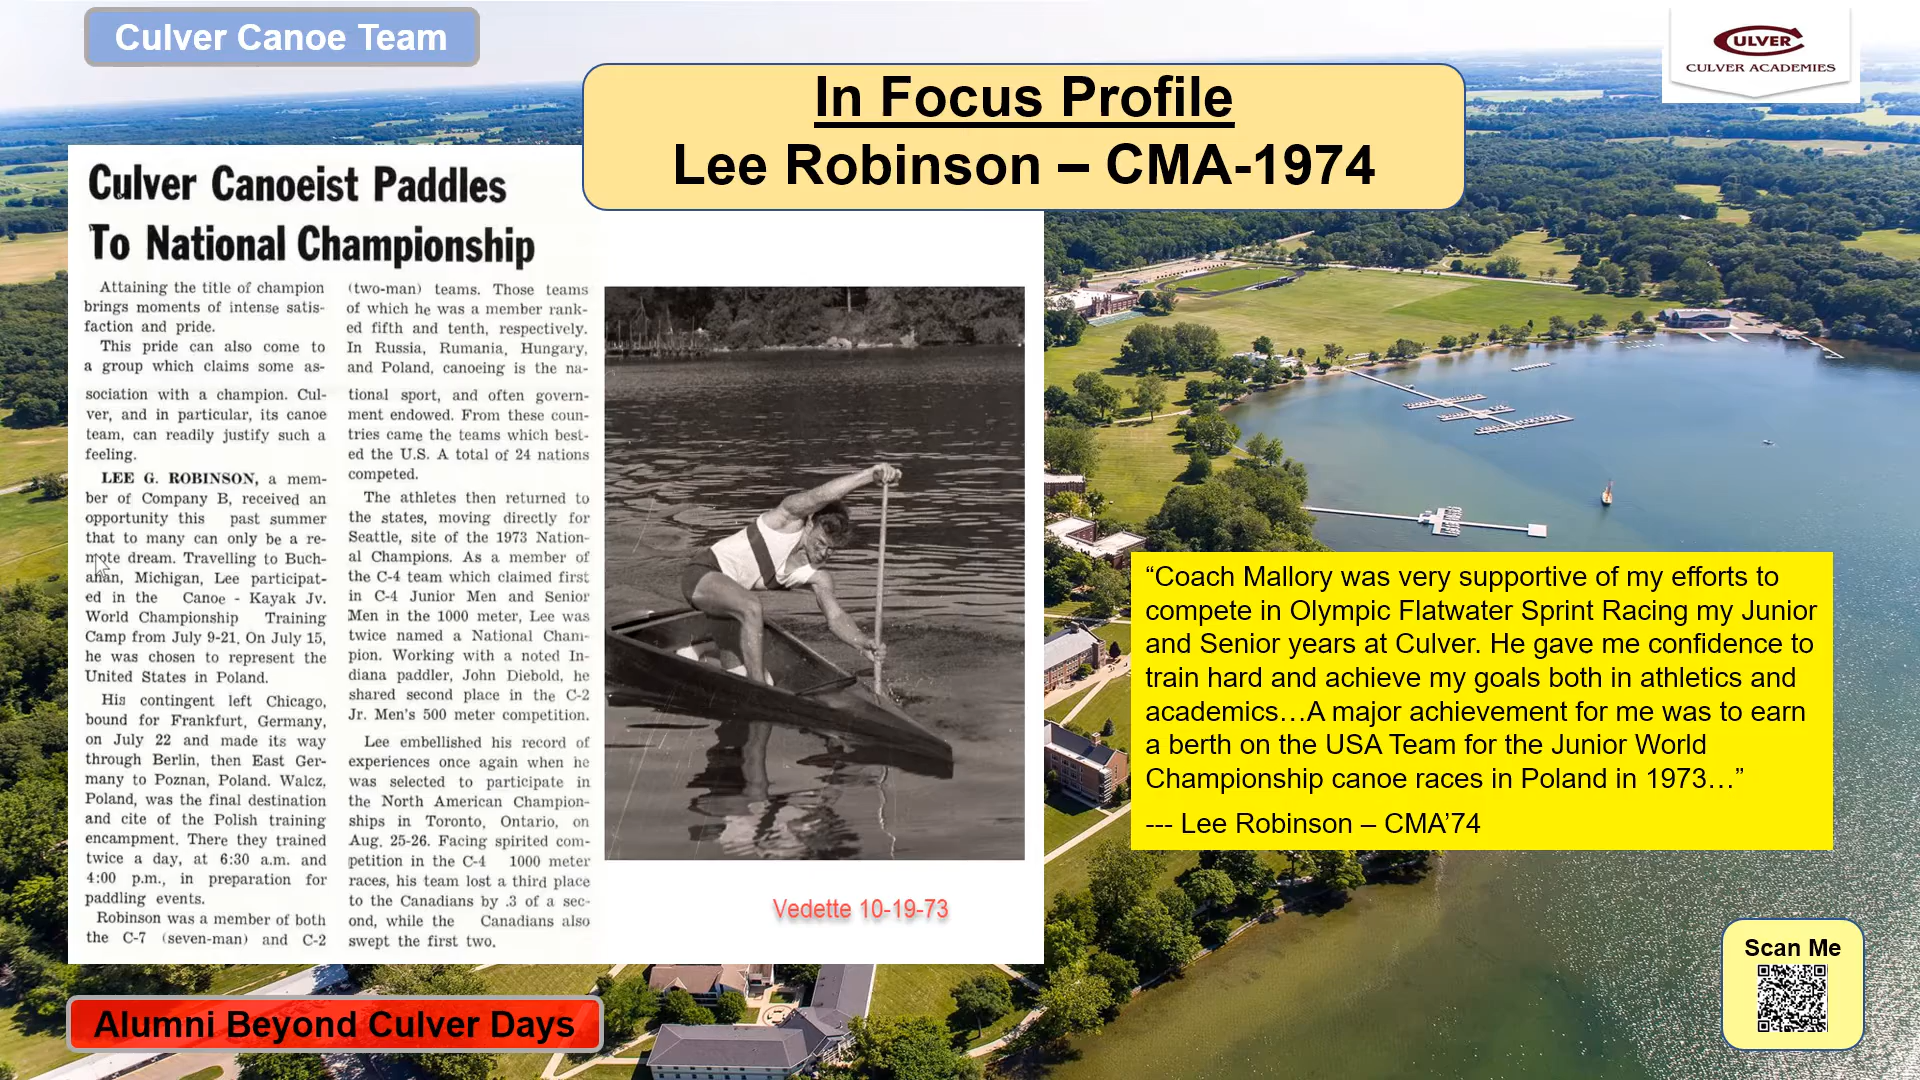 Culver Canoe Team
CULVER
CULVER ACADEMIES
In Focus Profile
Lee Robinson – CMA-1974
Culver Canoeist Paddles
To National Championship
Attaining the title of champion
brings moments of intense satis-
faction and pride.
This pride can also come to
a group which claims some as-
sociation with a champion. Cul-
ver, and in particular, its canoe
team, can readily justify such a
feeling.
LEE G. ROBINSON, a mem-
ber of Company B, received an
opportunity this past summer
that to many can only be a re-
mote dream. Travelling to Buch-
anan, Michigan, Lee participat-
ed in the Canoe - Kayak Jv.
World Championship Training
Camp from July 9-21. On July 15,
he was chosen to represent the
United States in Poland.
His contingent left Chicago,
bound for Frankfurt, Germany,
on July 22 and made its way
through Berlin, then East Ger-
many to Poznan, Poland. Walcz,
Poland, was the final destination
and cite of the Polish training
encampment. There they trained
twice a day, at 6:30 a.m. and
4:00 p.m., in preparation for
paddling events.
Robinson was a member of both
the C-7 (seven-man) and C-2
(two-man) teams. Those teams
of which he was a member rank-
ed fifth and tenth, respectively.
In Russia, Rumania, Hungary,
and Poland, canoeing is the na-
tional sport, and often govern-
ment endowed. From these coun-
tries came the teams which best-
ed the U.S. A total of 24 nations
competed.
The athletes then returned to
the states, moving directly for
Seattle, site of the 1973 Nation-
al Champions. As a member of
the C-4 team which claimed first
in C-4 Junior Men and Senior
Men in the 1000 meter, Lee was
twice named a National Cham-
pion. Working with a noted In-
diana paddler, John Diebold, he
shared second place in the C-2
Jr. Men's 500 meter competition.
Lee embellished his record of
experiences once again when he
was selected to participate in
the North American Champion-
ships in Toronto, Ontario, on
Aug. 25-26. Facing spirited com-
petition in the C-4 1000 meter
races, his team lost a third place
to the Canadians by .3 of a sec-
ond, while the Canadians also
swept the first two.
Vedette 10-19-73
“Coach Mallory was very supportive of my efforts to
compete in Olympic Flatwater Sprint Racing my Junior
and Senior years at Culver. He gave me confidence to
train hard and achieve my goals both in athletics and
academics…A major achievement for me was to earn
a berth on the USA Team for the Junior World
Championship canoe races in Poland in 1973…”
--- Lee Robinson – CMA’74
Scan Me
Alumni Beyond Culver Days